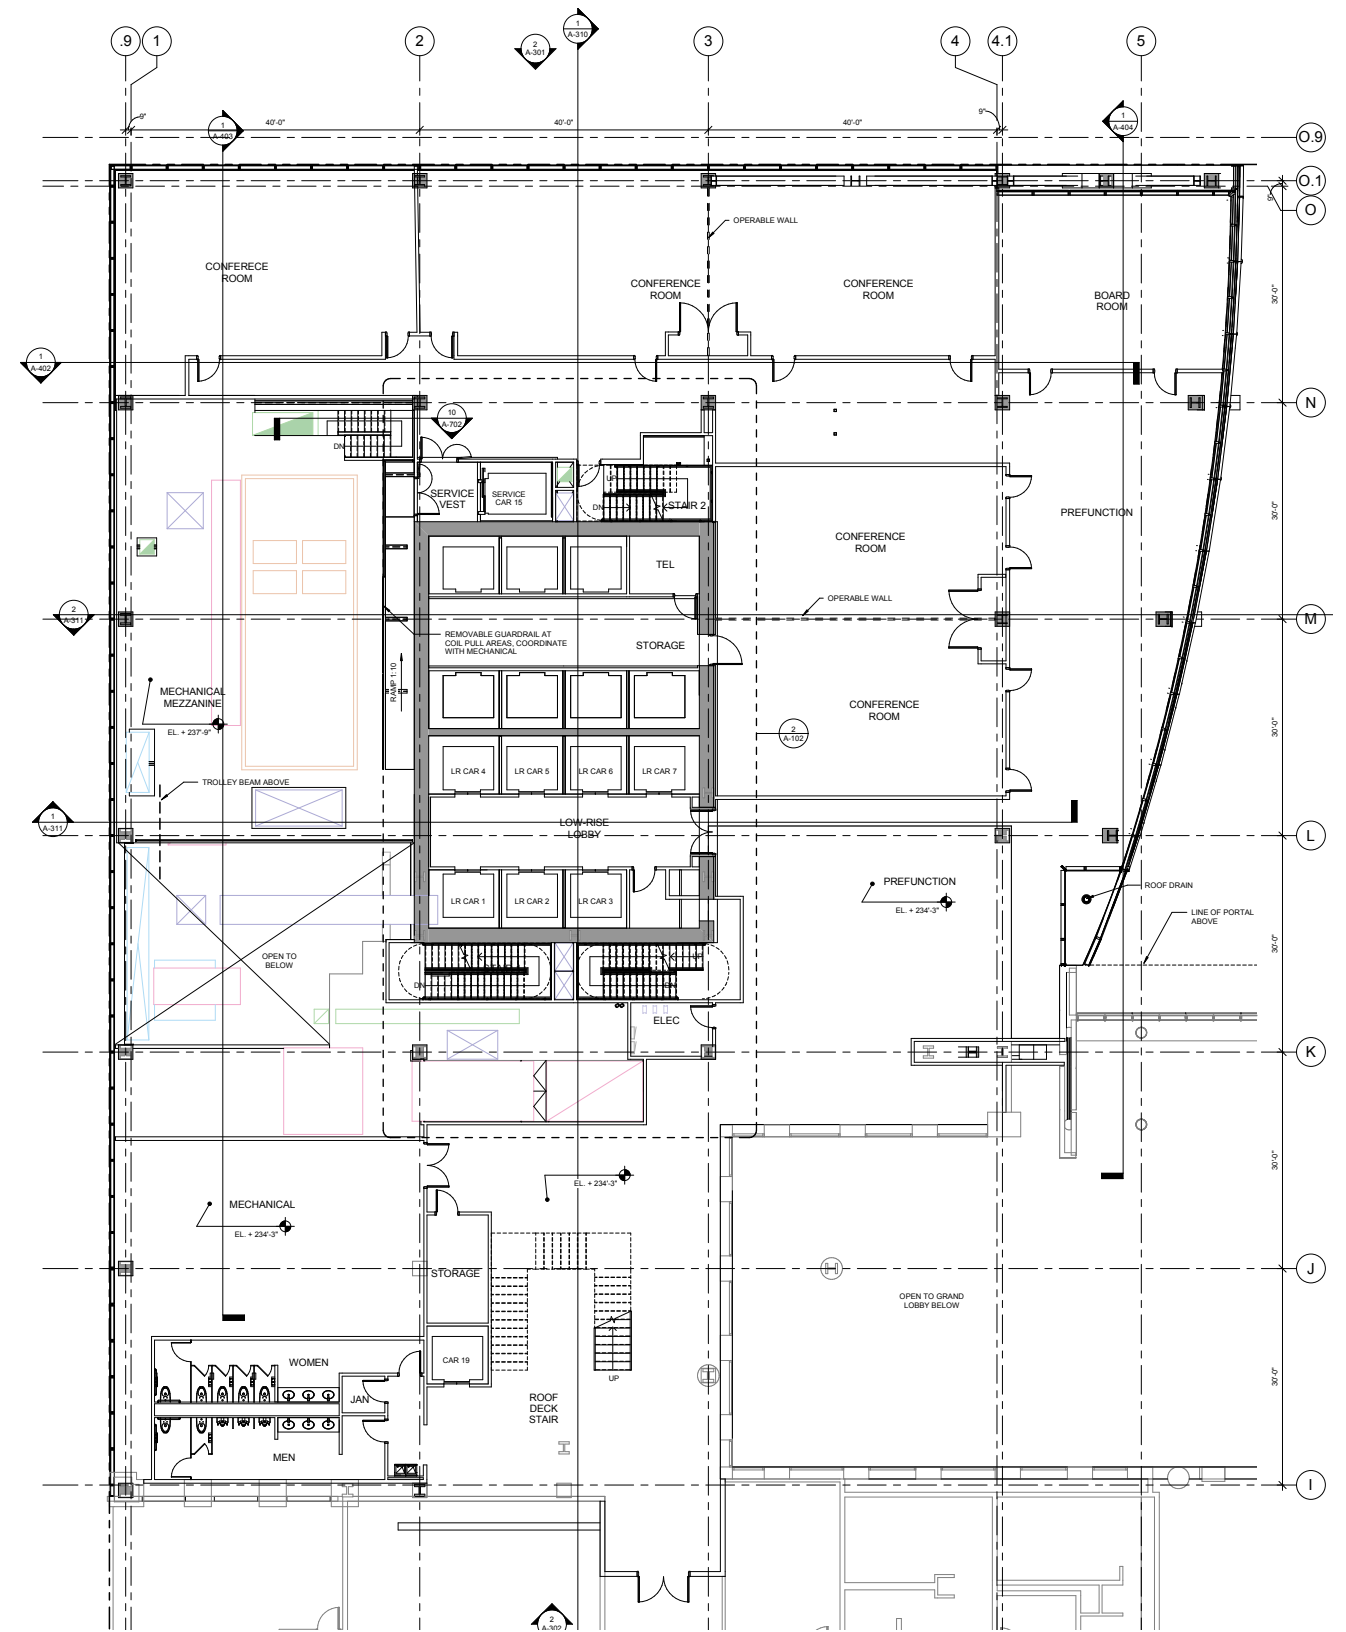 1
A-310
2
A-301
.9
1
2
3
4
4.1
5
9"
40'-0"
40'-0"
40'-0"
9"
1
A-403
1
A-404
O.9
O.1
9"
O
OPERABLE WALL
CONFERECE
ROOM
CONFERENCE
ROOM
CONFERENCE
ROOM
BOARD
ROOM
30'-0"
1
A-402
N
10
A-702
DN
SERVICE
VEST
SERVICE
CAR 15
UP
DN
STAIR 2
PREFUNCTION
30'-0"
CONFERENCE
ROOM
TEL
2
A-311
OPERABLE WALL
M
REMOVABLE GUARDRAIL AT
COIL PULL AREAS, COORDINATE
WITH MECHANICAL
STORAGE
RAMP 1:10
MECHANICAL
MEZZANINE
EL. + 237'-9"
CONFERENCE
ROOM
2
A-102
30'-0"
TROLLEY BEAM ABOVE
LR CAR 4
LR CAR 5
LR CAR 6
LR CAR 7
1
A-311
LOW-RISE
LOBBY
L
PREFUNCTION
EL. + 234'-3"
ROOF DRAIN
LR CAR 1
LR CAR 2
LR CAR 3
LINE OF PORTAL
ABOVE
30'-0"
OPEN TO
BELOW
UP
DN
DN
ELEC
K
EL. + 234'-3"
30'-0"
MECHANICAL
EL. + 234'-3"
STORAGE
J
OPEN TO GRAND
LOBBY BELOW
WOMEN
CAR 19
UP
30'-0"
JAN
ROOF
DECK
STAIR
MEN
I
2
A-302